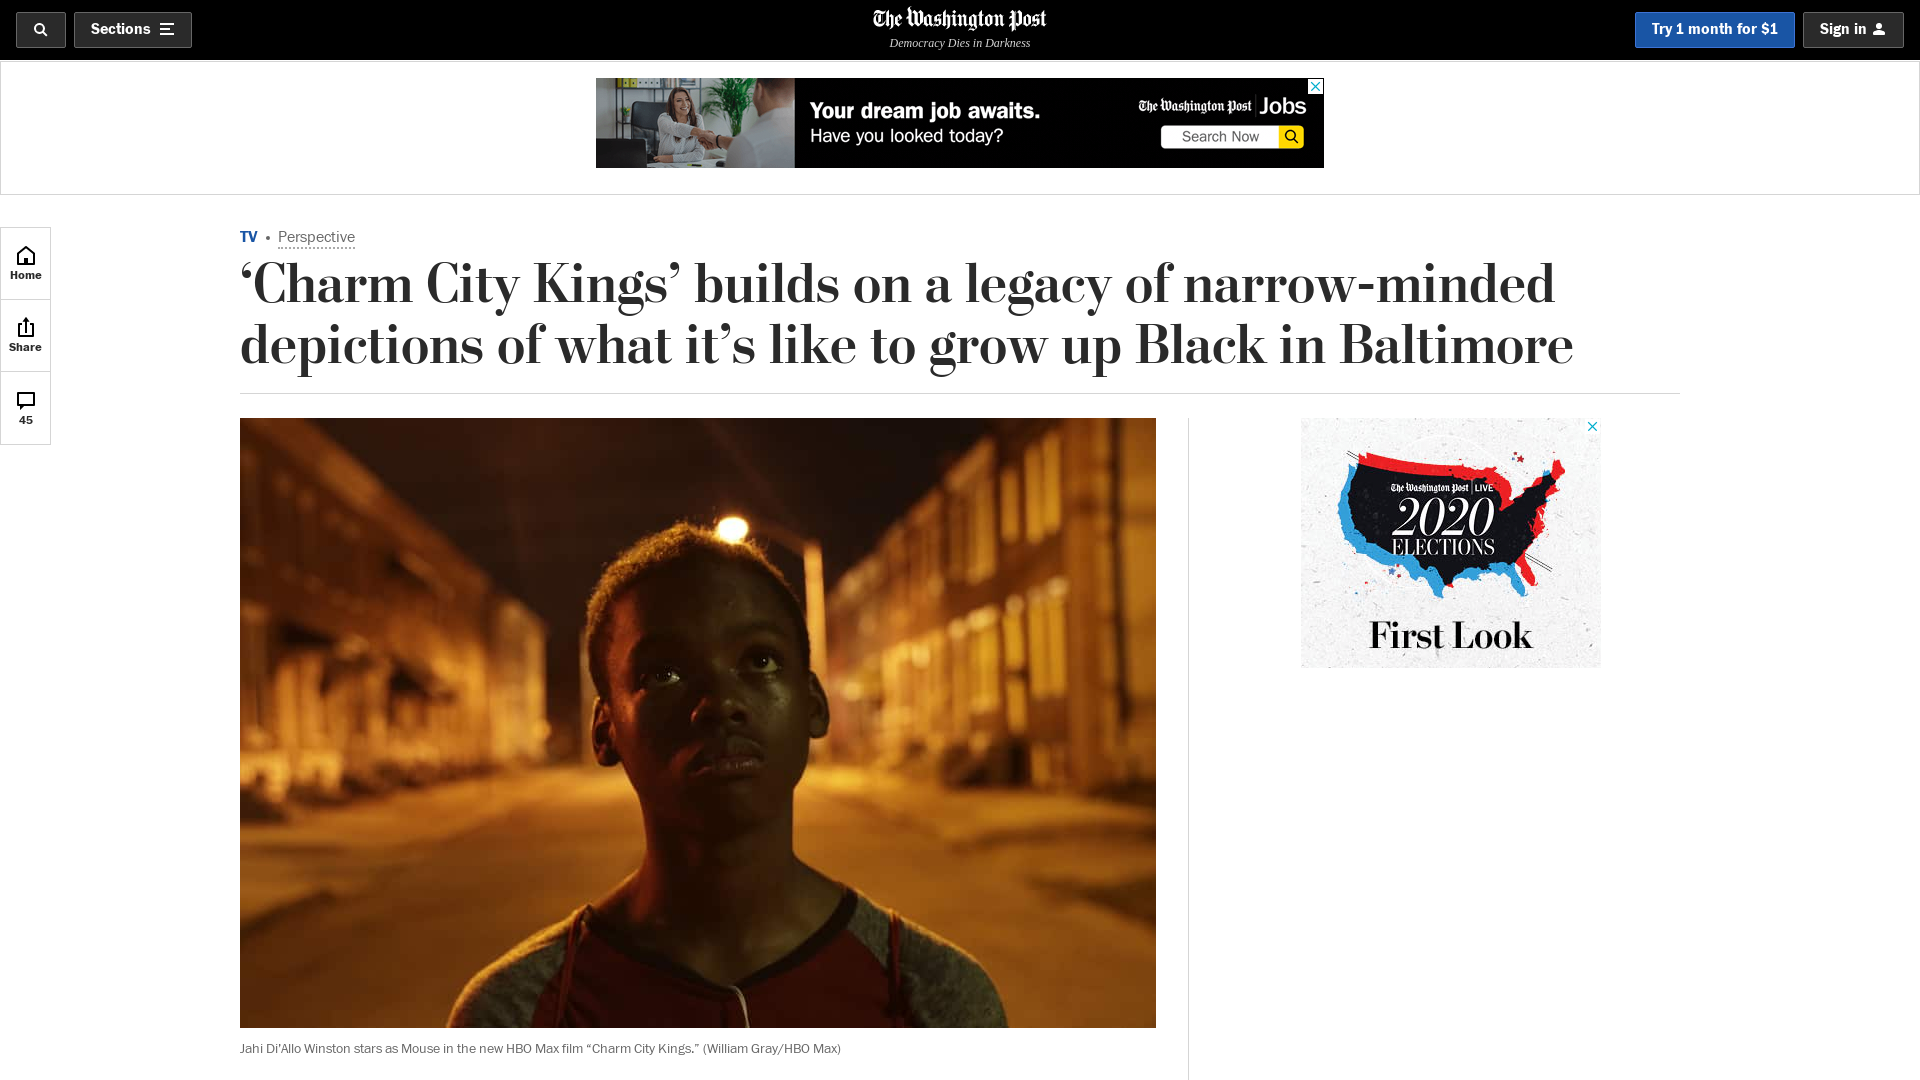 Sections
The Washington Post
Democracy Dies in Darkness
Try 1 month for $1
Sign in
Your dream job awaits.
Have you looked today?
The Washington Post Jobs
Search Now
Home
Share
45
TV • Perspective
‘Charm City Kings’ builds on a legacy of narrow-minded
depictions of what it’s like to grow up Black in Baltimore
The Washington Post LIVE
2020
ELECTIONS
First Look
Jahi Di’Allo Winston stars as Mouse in the new HBO Max film “Charm City Kings.” (William Gray/HBO Max)